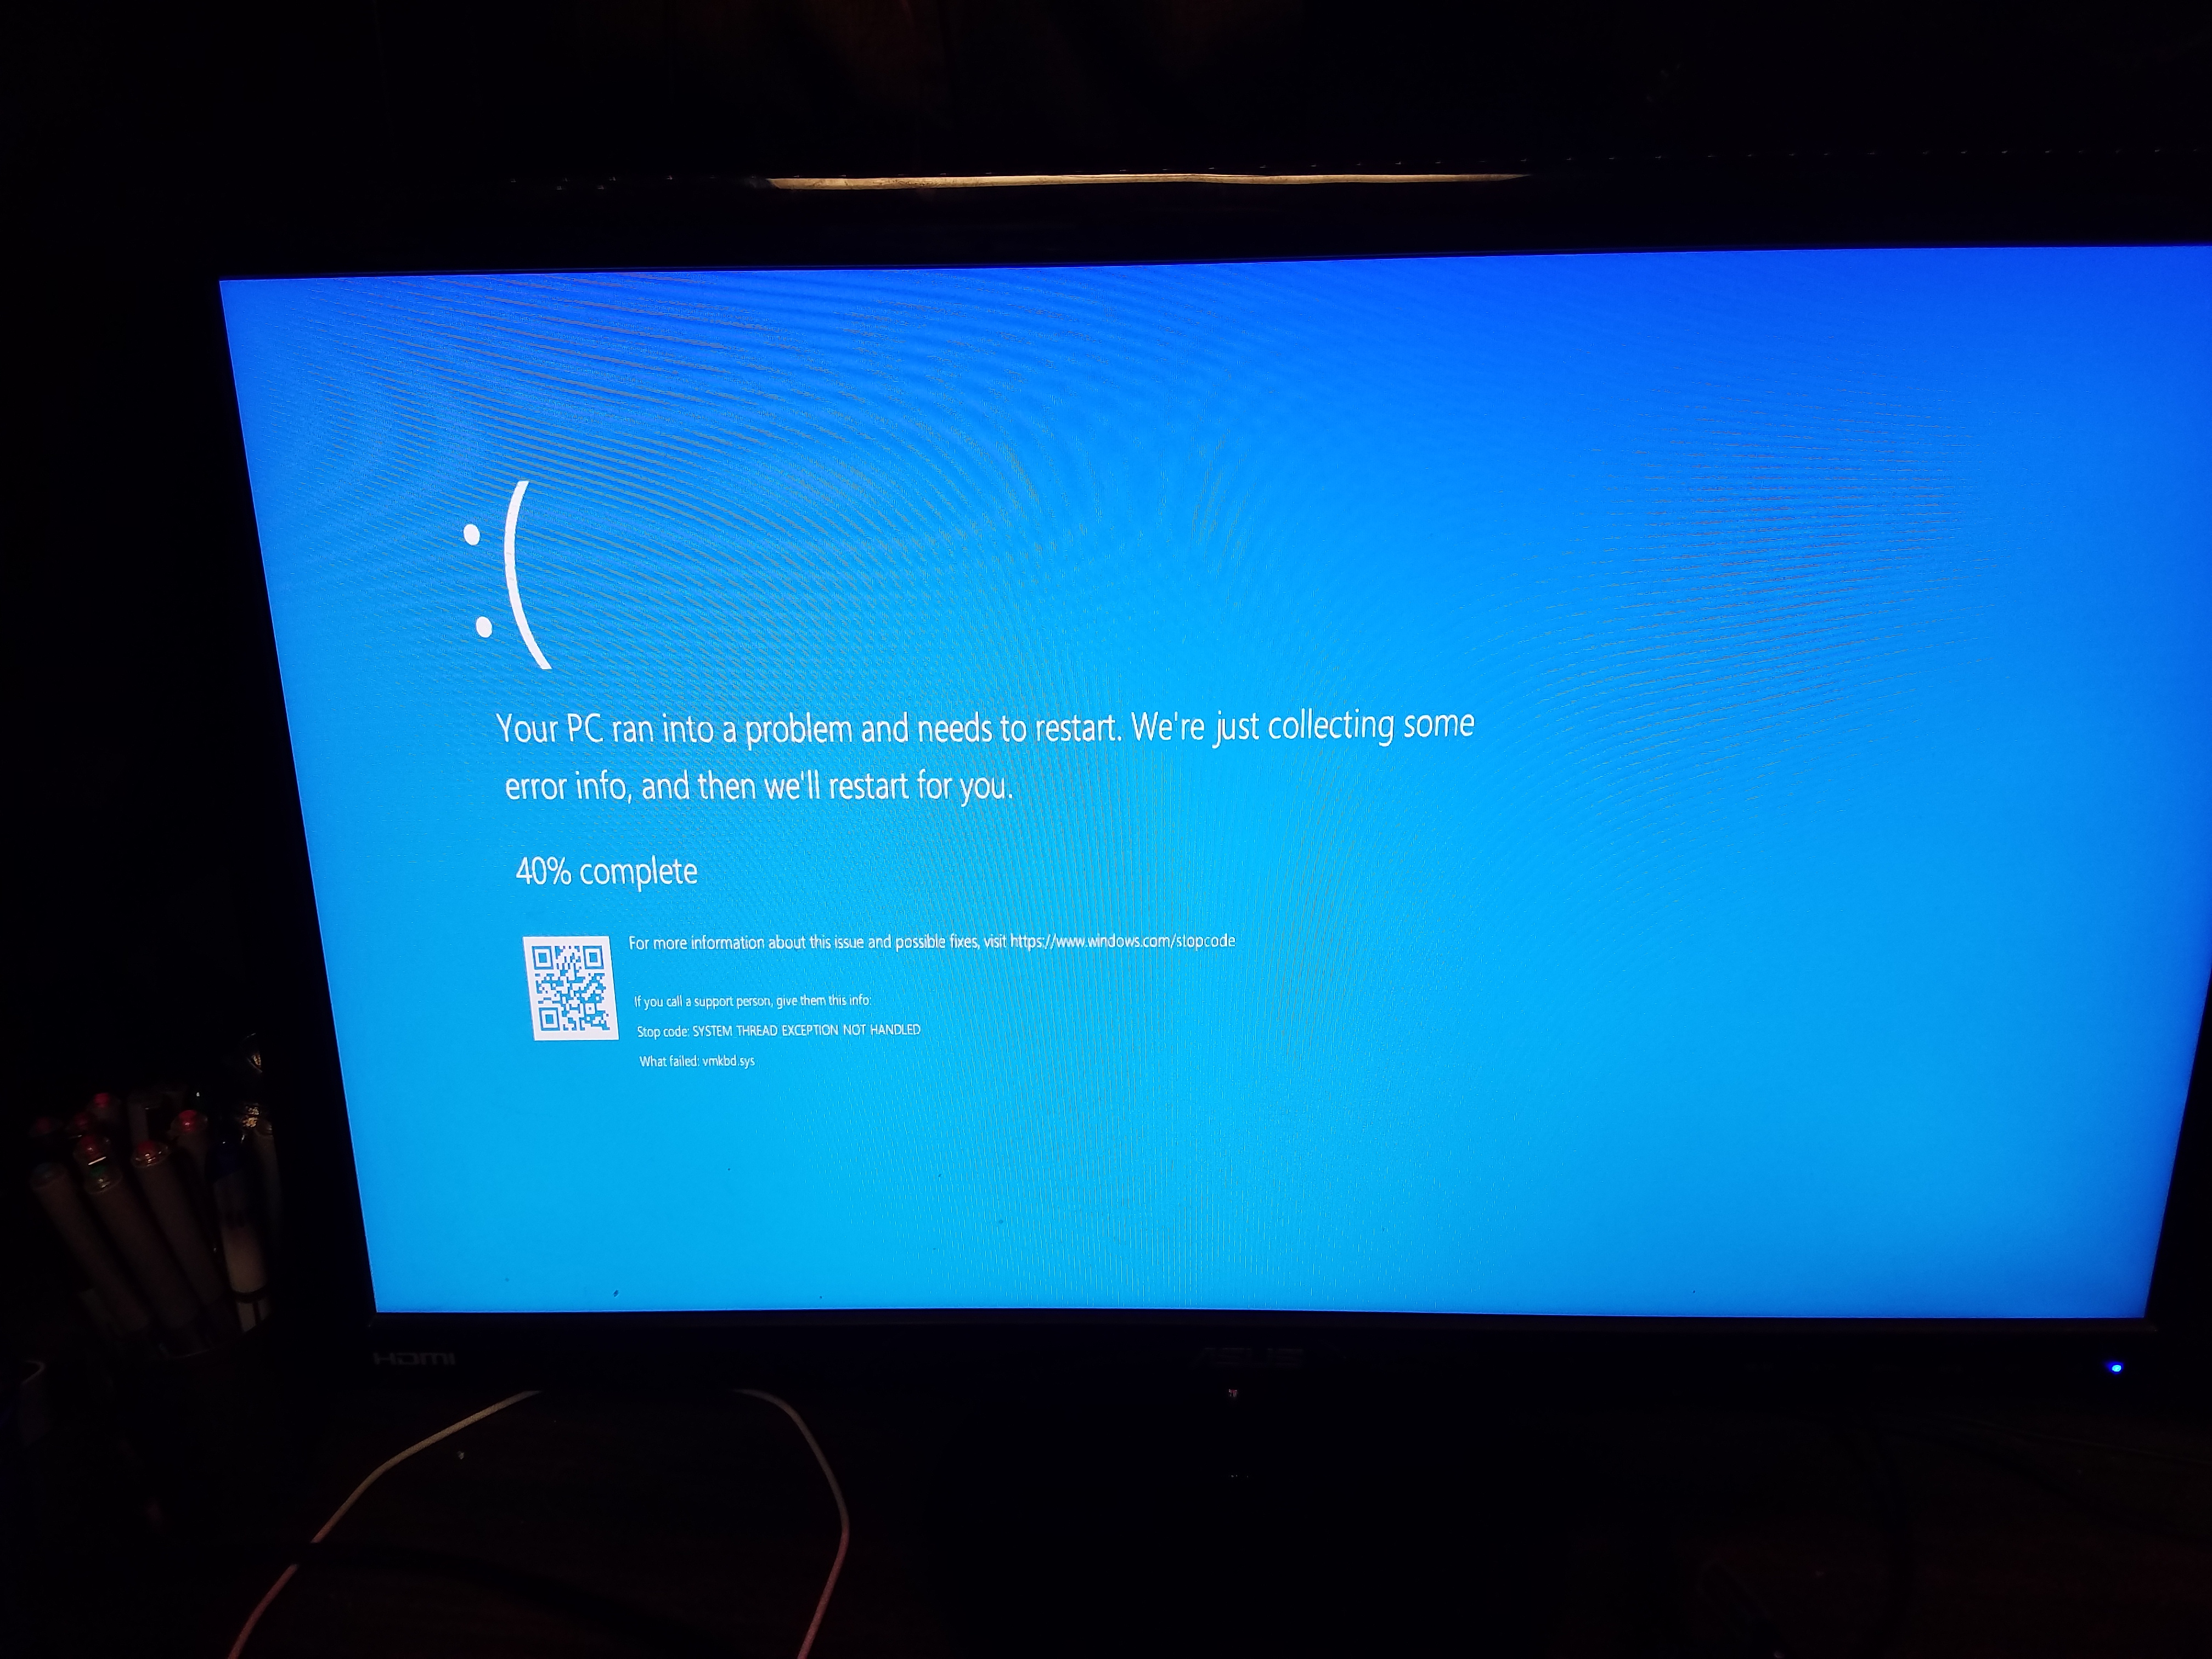 :(
Your PC ran into a problem and needs to restart. We're just collecting some
error info, and then we'll restart for you.
40% complete
For more information about this issue and possible fixes, visit https://www.windows.com/stopcode
If you call a support person, give them this info:
Stop code: SYSTEM THREAD EXCEPTION NOT HANDLED
What failed: vmkbd.sys
HDMI
ASUS